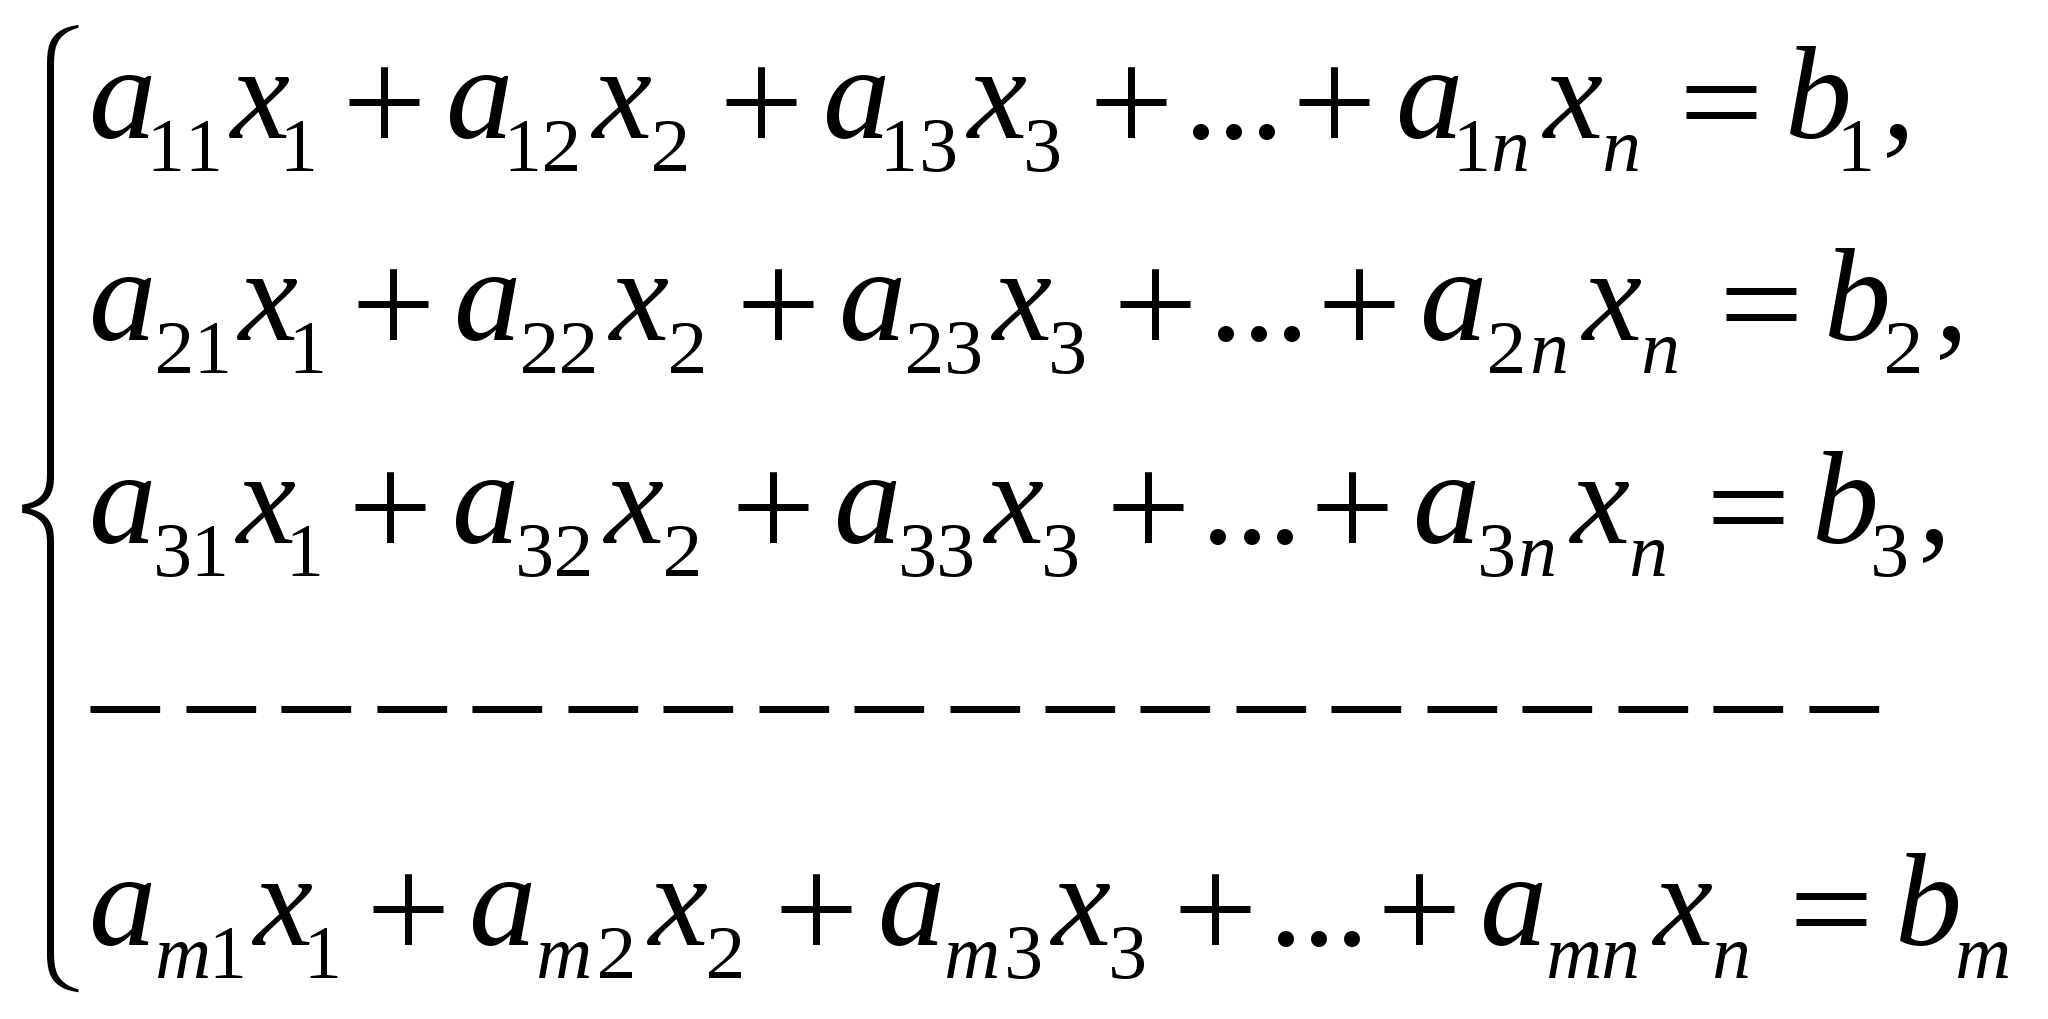 a₁₁x₁ + a₁₂x₂ + a₁₃x₃ + ... + a₁ₙxₙ = b₁,
a₂₁x₁ + a₂₂x₂ + a₂₃x₃ + ... + a₂ₙxₙ = b₂,
a₃₁x₁ + a₃₂x₂ + a₃₃x₃ + ... + a₃ₙxₙ = b₃,
– – – – – – – – – – – – – – – – – – –
aₘ₁x₁ + aₘ₂x₂ + aₘ₃x₃ + ... + aₘₙxₙ = bₘ